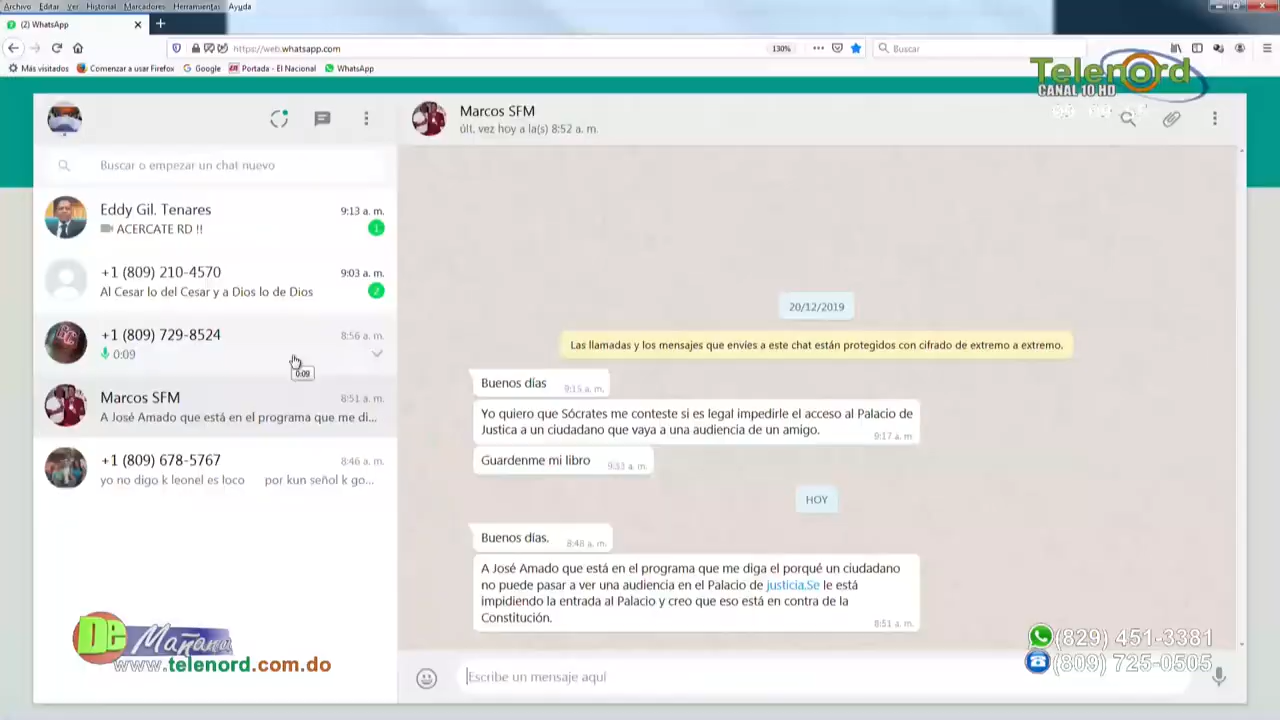 Archivo Editar Ver Historial Marcadores Herramientas Ayuda
(2) WhatsApp
https://web.whatsapp.com
130%
Buscar
Más visitados Comenzar a usar Firefox Google Portada - El Nacional WhatsApp
Telenord
CANAL 10 HD
Marcos SFM
últ. vez hoy a la(s) 8:52 a. m.
Buscar o empezar un chat nuevo
Eddy Gil. Tenares 9:13 a. m.
ACERCATE RD !! 1
+1 (809) 210-4570 9:03 a. m.
Al Cesar lo del Cesar y a Dios lo de Dios 2
+1 (809) 729-8524 8:56 a. m.
0:09
0:09
Marcos SFM 8:51 a. m.
A José Amado que está en el programa que me di...
+1 (809) 678-5767 8:46 a. m.
yo no digo k leonel es loco por kun señol k go...
20/12/2019
Las llamadas y los mensajes que envíes a este chat están protegidos con cifrado de extremo a extremo.
Buenos días 9:15 a. m.
Yo quiero que Sócrates me conteste si es legal impedirle el acceso al Palacio de
Justica a un ciudadano que vaya a una audiencia de un amigo.
9:17 a. m.
Guardenme mi libro 9:53 a. m.
HOY
Buenos días. 8:48 a. m.
A José Amado que está en el programa que me diga el porqué un ciudadano
no puede pasar a ver una audiencia en el Palacio de justicia.Se le está
impidiendo la entrada al Palacio y creo que eso está en contra de la
Constitución.
8:51 a. m.
Escribe un mensaje aquí
De Mañana
www.telenord.com.do
(829) 451-3381
(809) 725-0505